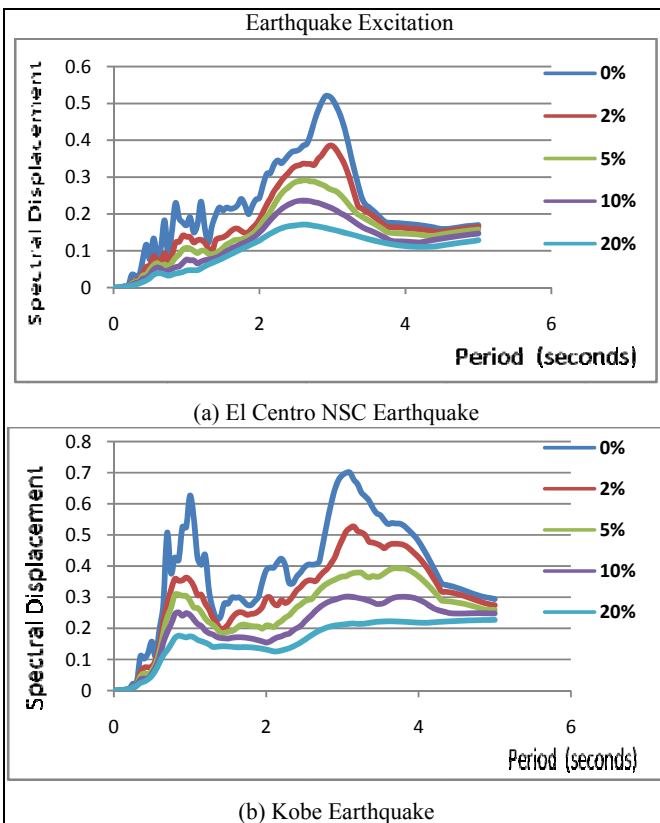 Earthquake Excitation
0.6
0.5
0.4
0.3
0.2
0.1
0
Spectral Displacement
0%
2%
5%
10%
20%
0 2 4 6
Period (seconds)
(a) El Centro NSC Earthquake
0.8
0.7
0.6
0.5
0.4
0.3
0.2
0.1
0
Spectral Displacement
0%
2%
5%
10%
20%
0 2 4 6
Period (seconds)
(b) Kobe Earthquake